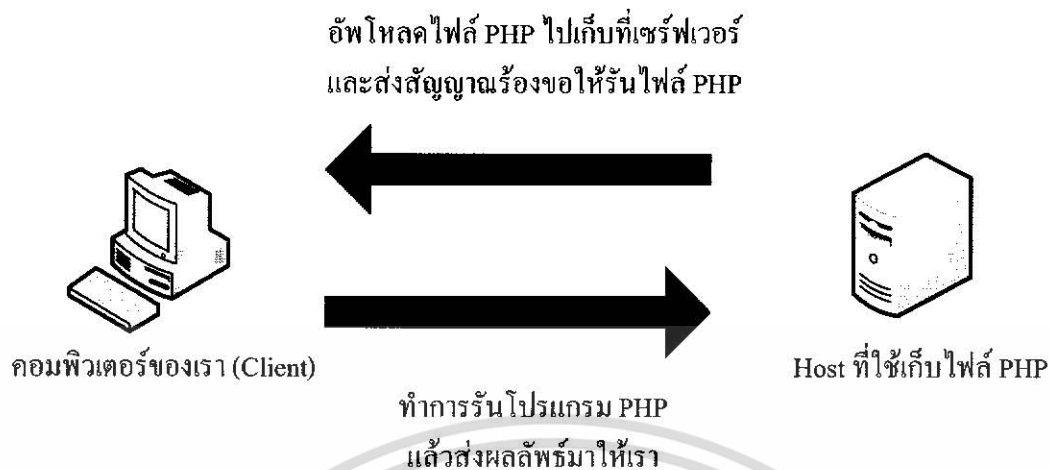 อัพโหลดไฟล์ PHP ไปเก็บที่เซร์ฟเวอร์
และส่งสัญญาณร้องขอให้รันไฟล์ PHP
คอมพิวเตอร์ของเรา (Client)
Host ที่ใช้เก็บไฟล์ PHP
ทำการรันโปรแกรม PHP
แล้วส่งผลลัพธ์มาให้เรา